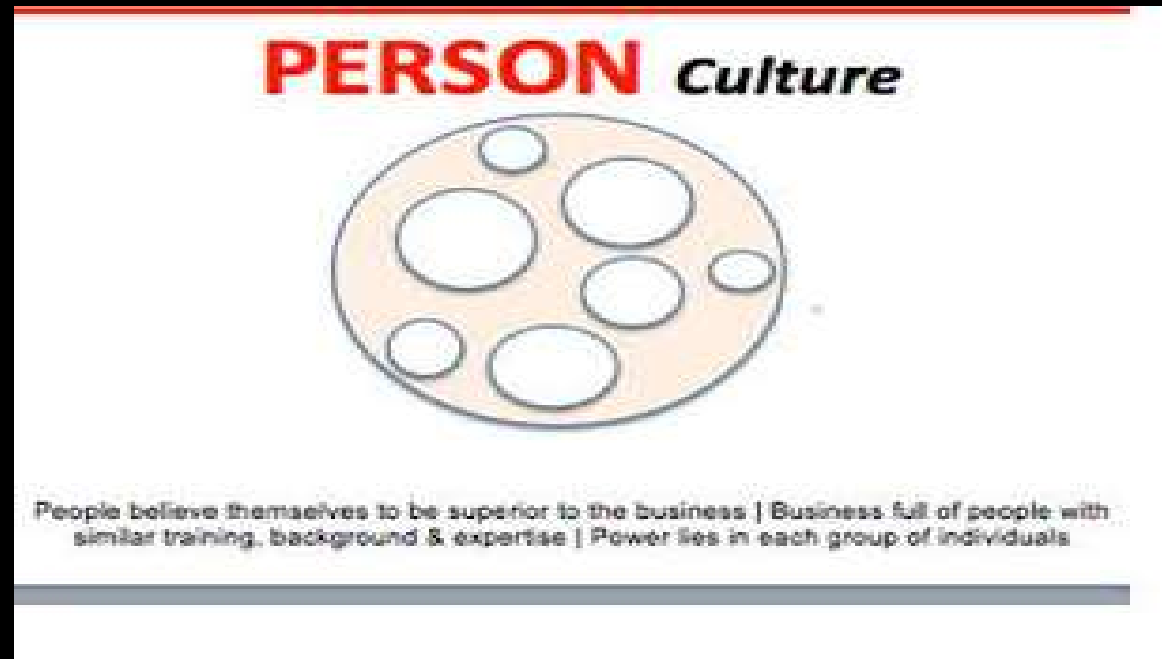 PERSON Culture
People believe themselves to be superior to the business | Business full of people with
similar training, background & expertise | Power lies in each group of individuals